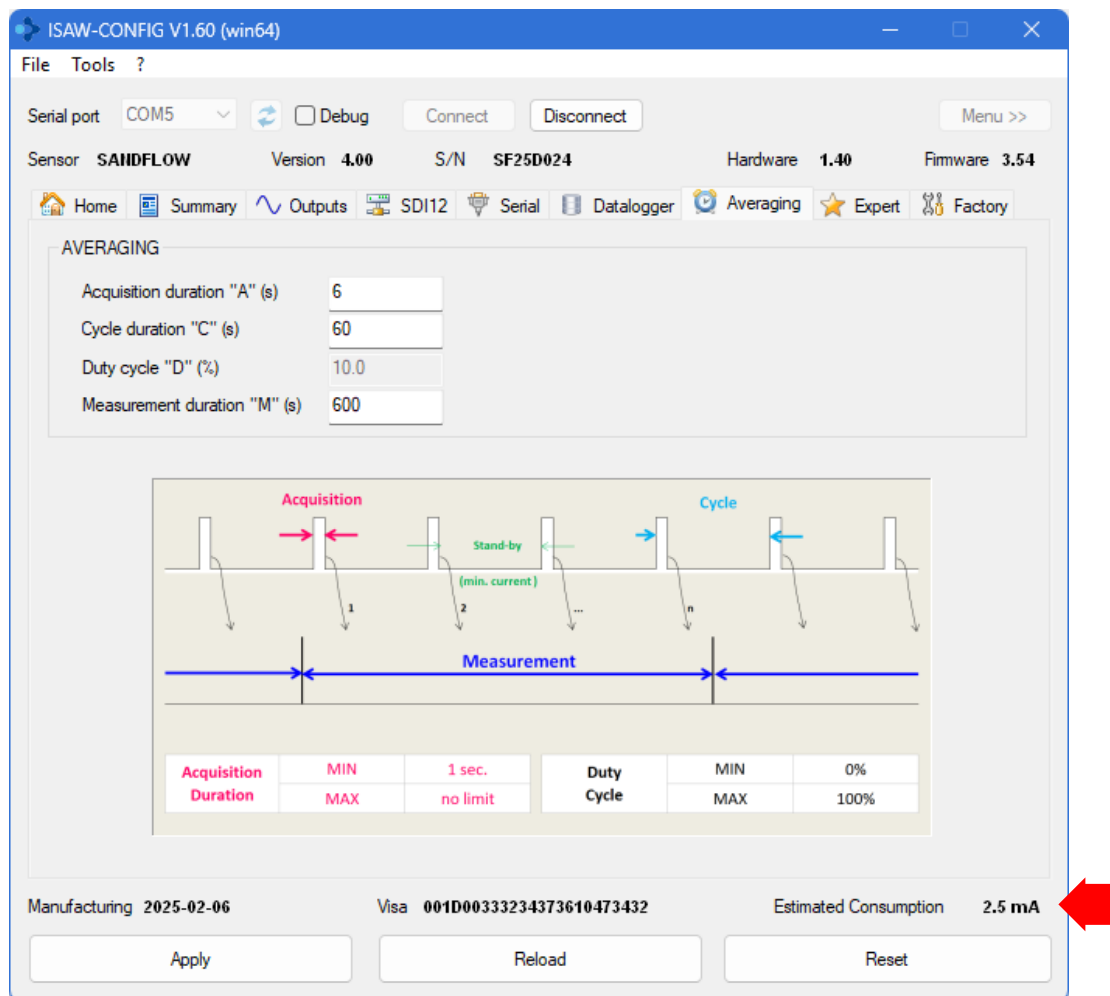 ISAW-CONFIG V1.60 (win64)
File Tools ?
Serial port COM5 Debug Connect Disconnect Menu >>
Sensor SANDFLOW Version 4.00 S/N SF25D024 Hardware 1.40 Firmware 3.54
Home Summary Outputs SDI12 Serial Datalogger Averaging Expert Factory
AVERAGING
Acquisition duration "A" (s) 6
Cycle duration "C" (s) 60
Duty cycle "D" (%) 10.0
Measurement duration "M" (s) 600
Acquisition Cycle
Stand-by
(min. current)
1 2 ... n
Measurement
Acquisition Duration MIN 1 sec. Duty Cycle MIN 0%
MAX no limit MAX 100%
Manufacturing 2025-02-06 Visa 001D00333234373610473432 Estimated Consumption 2.5 mA
Apply Reload Reset